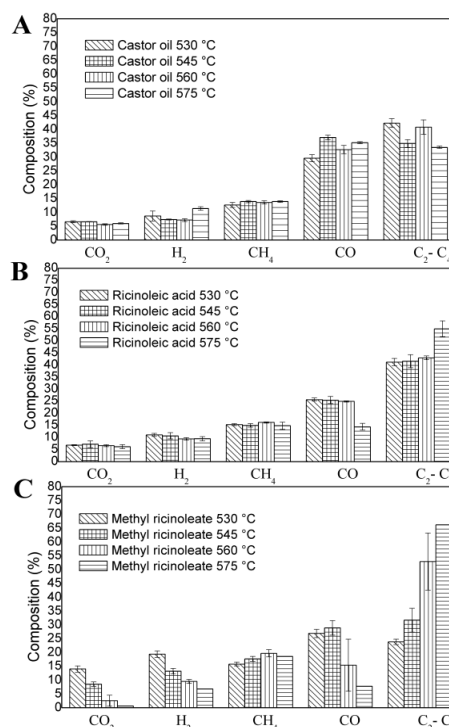 A
Composition (%)
80
75
70
65
60
55
50
45
40
35
30
25
20
15
10
5
0
Castor oil 530 °C
Castor oil 545 °C
Castor oil 560 °C
Castor oil 575 °C
CO₂ H₂ CH₄ CO C₂- C₄
B
Composition (%)
80
75
70
65
60
55
50
45
40
35
30
25
20
15
10
5
0
Ricinoleic acid 530 °C
Ricinoleic acid 545 °C
Ricinoleic acid 560 °C
Ricinoleic acid 575 °C
CO₂ H₂ CH₄ CO C₂- C
C
Composition (%)
80
75
70
65
60
55
50
45
40
35
30
25
20
15
10
5
0
Methyl ricinoleate 530 °C
Methyl ricinoleate 545 °C
Methyl ricinoleate 560 °C
Methyl ricinoleate 575 °C
CO₂ H₂ CH₄ CO C₂- C